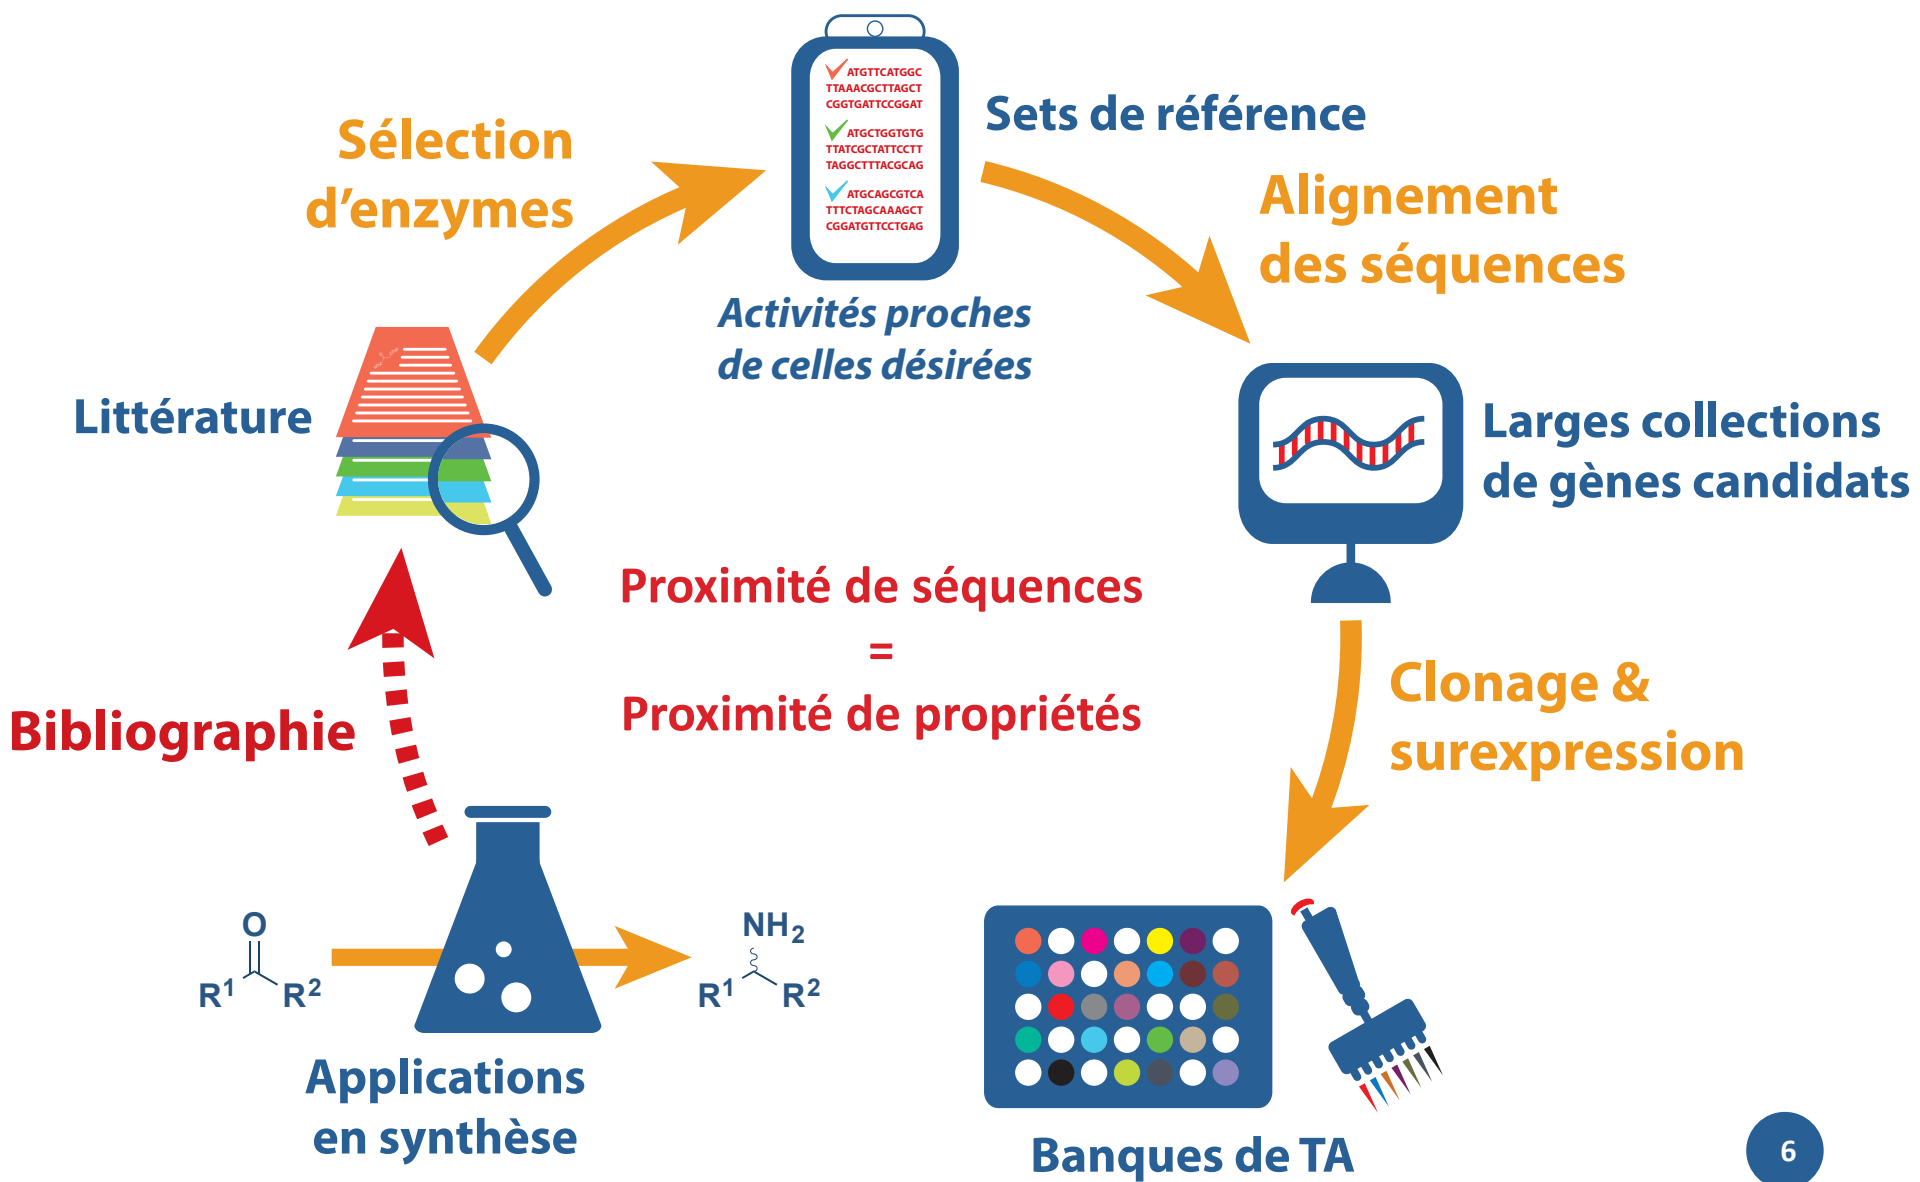 ATGTTCATGGC
TTAAACGCTTAGCT
CGGTGATTCCGGAT
ATGCTGGTGTG
TTATCGCTATTCCTT
TAGGCTTTACGCAG
ATGCAGCGTCA
TTTCTAGCAAAGCT
CGGATGTTCCTGAG
Sets de référence
Sélection
d’enzymes
Alignement
des séquences
Activités proches
de celles désirées
Littérature
Larges collections
de gènes candidats
Proximité de séquences
=
Proximité de propriétés
Clonage &
surexpression
Bibliographie
O
R1 R2
NH2
R1 R2
Applications
en synthèse
Banques de TA
6